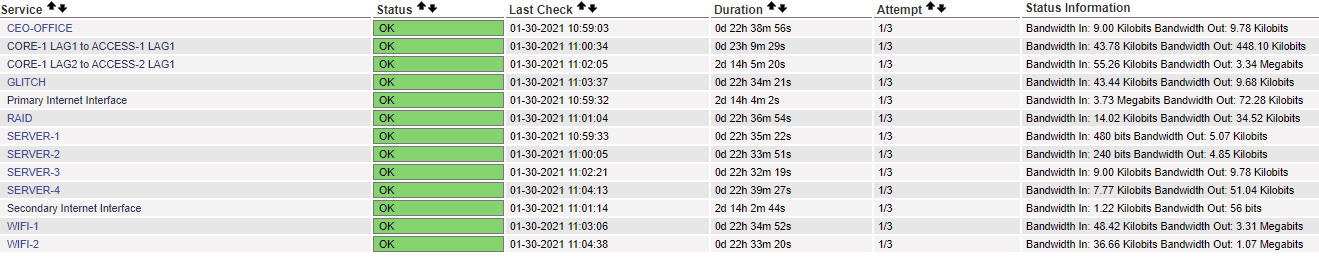 Service Status Last Check Duration Attempt Status Information
CEO-OFFICE OK 01-30-2021 10:59:03 0d 22h 38m 56s 1/3 Bandwidth In: 9.00 Kilobits Bandwidth Out: 9.78 Kilobits
CORE-1 LAG1 to ACCESS-1 LAG1 OK 01-30-2021 11:00:34 0d 23h 9m 29s 1/3 Bandwidth In: 43.78 Kilobits Bandwidth Out: 448.10 Kilobits
CORE-1 LAG2 to ACCESS-2 LAG1 OK 01-30-2021 11:02:05 2d 14h 5m 20s 1/3 Bandwidth In: 55.26 Kilobits Bandwidth Out: 3.34 Megabits
GLITCH OK 01-30-2021 11:03:37 0d 22h 34m 21s 1/3 Bandwidth In: 43.44 Kilobits Bandwidth Out: 9.68 Kilobits
Primary Internet Interface OK 01-30-2021 10:59:32 2d 14h 4m 2s 1/3 Bandwidth In: 3.73 Megabits Bandwidth Out: 72.28 Kilobits
RAID OK 01-30-2021 11:01:04 0d 22h 36m 54s 1/3 Bandwidth In: 14.02 Kilobits Bandwidth Out: 34.52 Kilobits
SERVER-1 OK 01-30-2021 10:59:33 0d 22h 35m 22s 1/3 Bandwidth In: 480 bits Bandwidth Out: 5.07 Kilobits
SERVER-2 OK 01-30-2021 11:00:05 0d 22h 33m 51s 1/3 Bandwidth In: 240 bits Bandwidth Out: 4.85 Kilobits
SERVER-3 OK 01-30-2021 11:02:21 0d 22h 32m 19s 1/3 Bandwidth In: 9.00 Kilobits Bandwidth Out: 9.78 Kilobits
SERVER-4 OK 01-30-2021 11:04:13 0d 22h 39m 27s 1/3 Bandwidth In: 7.77 Kilobits Bandwidth Out: 51.04 Kilobits
Secondary Internet Interface OK 01-30-2021 11:01:14 2d 14h 2m 44s 1/3 Bandwidth In: 1.22 Kilobits Bandwidth Out: 56 bits
WIFI-1 OK 01-30-2021 11:03:06 0d 22h 34m 52s 1/3 Bandwidth In: 48.42 Kilobits Bandwidth Out: 3.31 Megabits
WIFI-2 OK 01-30-2021 11:04:38 0d 22h 33m 20s 1/3 Bandwidth In: 36.66 Kilobits Bandwidth Out: 1.07 Megabits